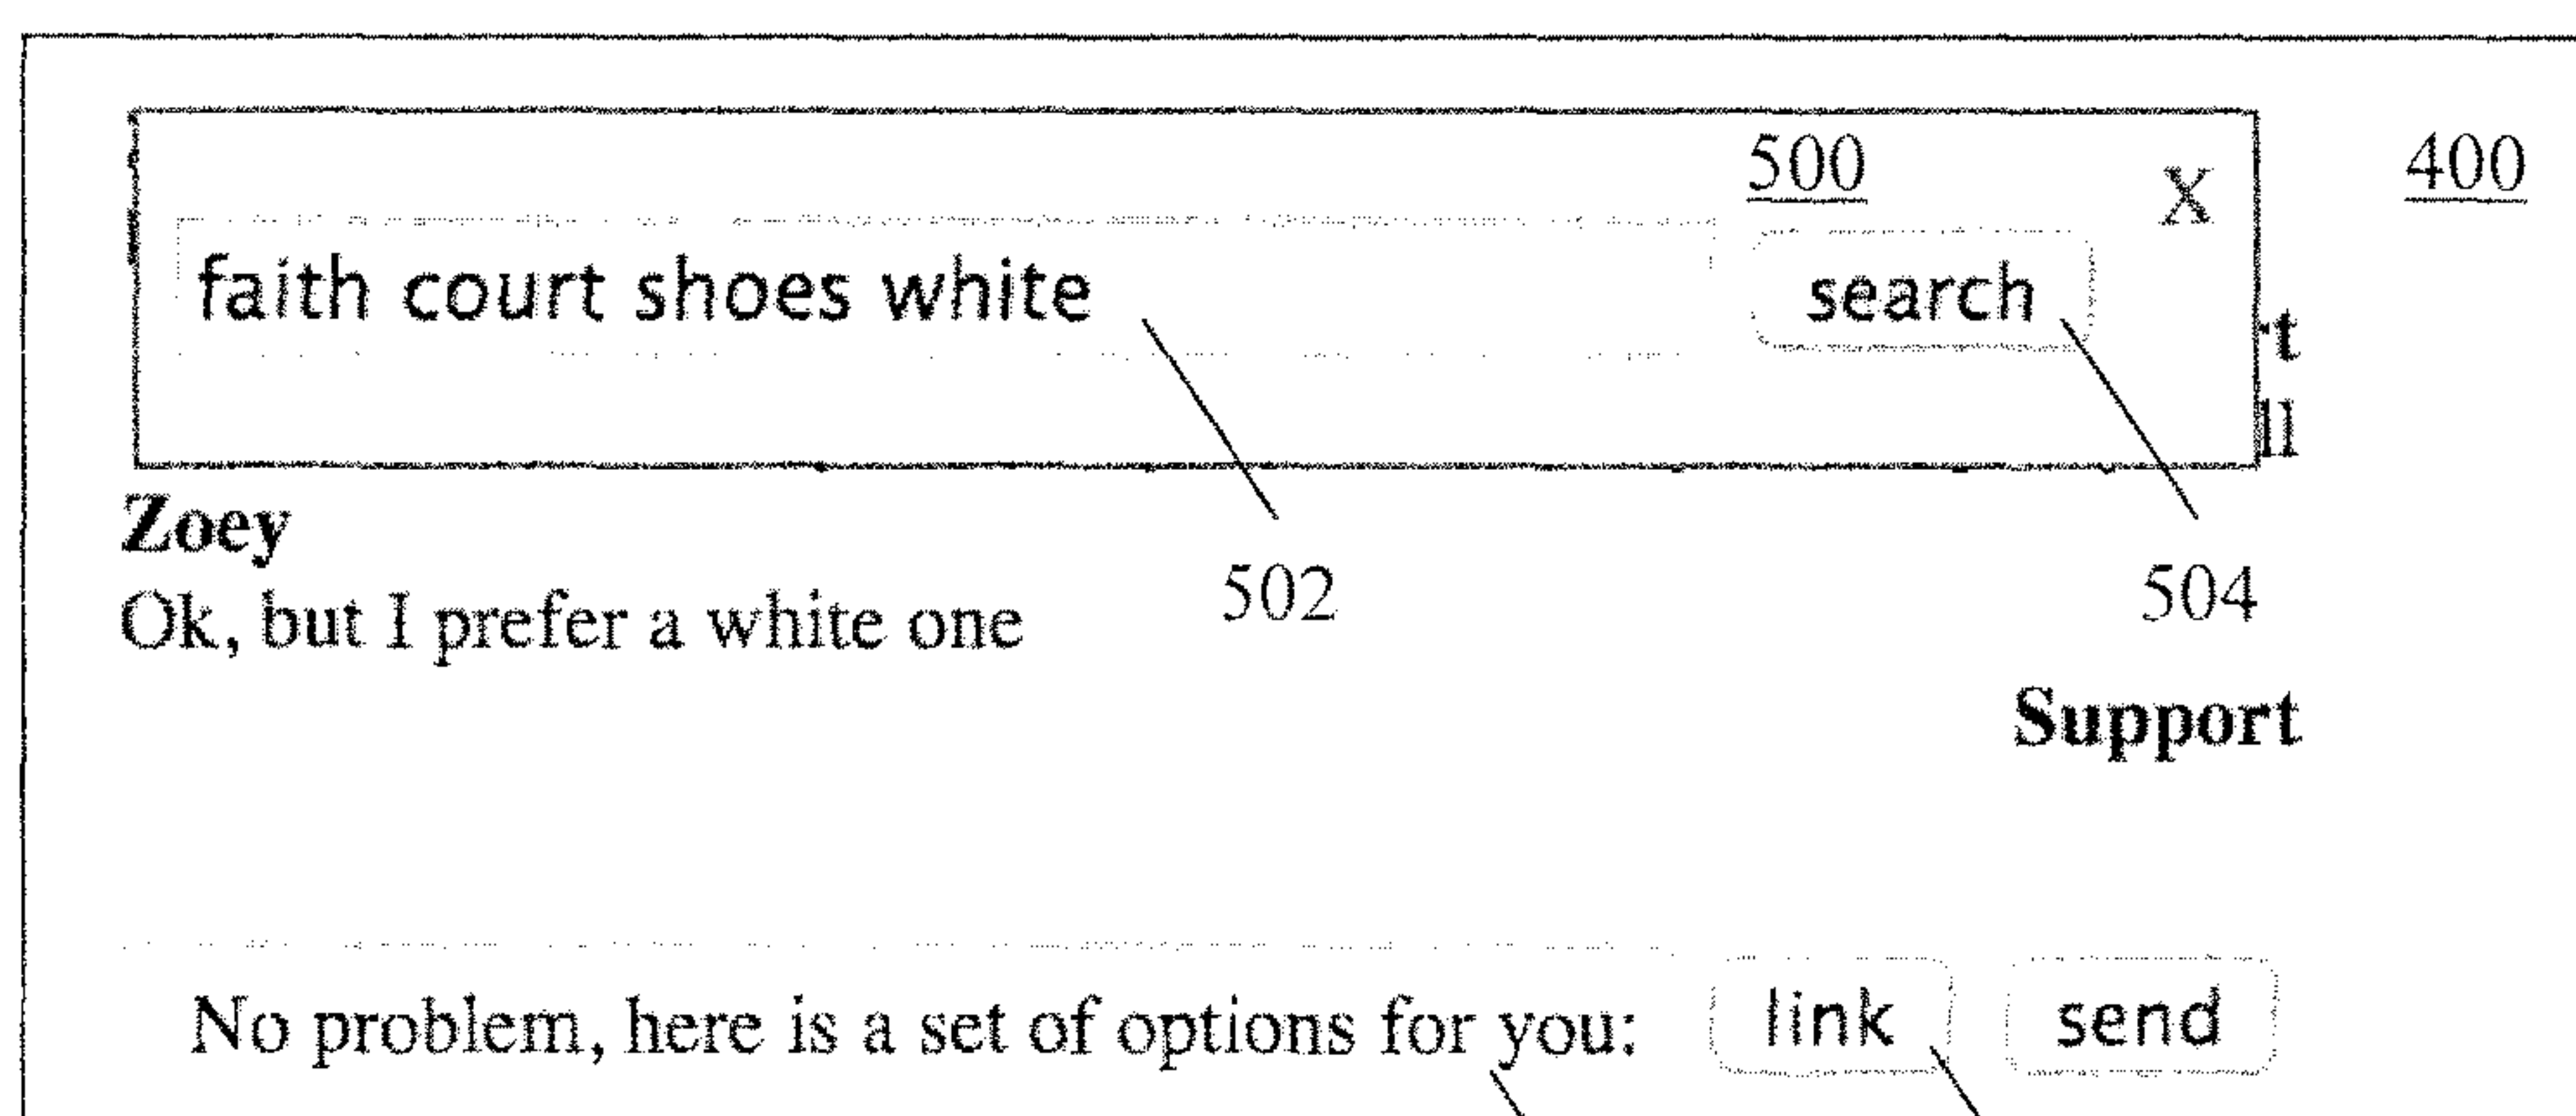 500
400
X
faith court shoes white
search
t
ll
Zoey
502
504
Ok, but I prefer a white one
Support
No problem, here is a set of options for you:
link
send